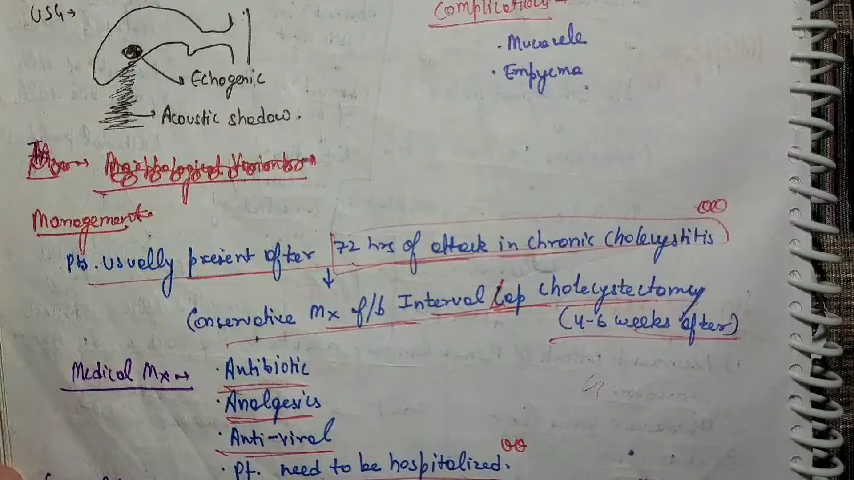 USG→
Echogenic
Acoustic shadow.
Complications→
· Mucocele
· Empyema
Management→
Pt. usually present after 72 hrs of attack in chronic cholecystitis
Conservative Mx f/b Interval Lap cholecystectomy
(4-6 weeks after)
Medical Mx→
· Antibiotic
· Analgesics
· Anti-viral
· Pt. need to be hospitalized.